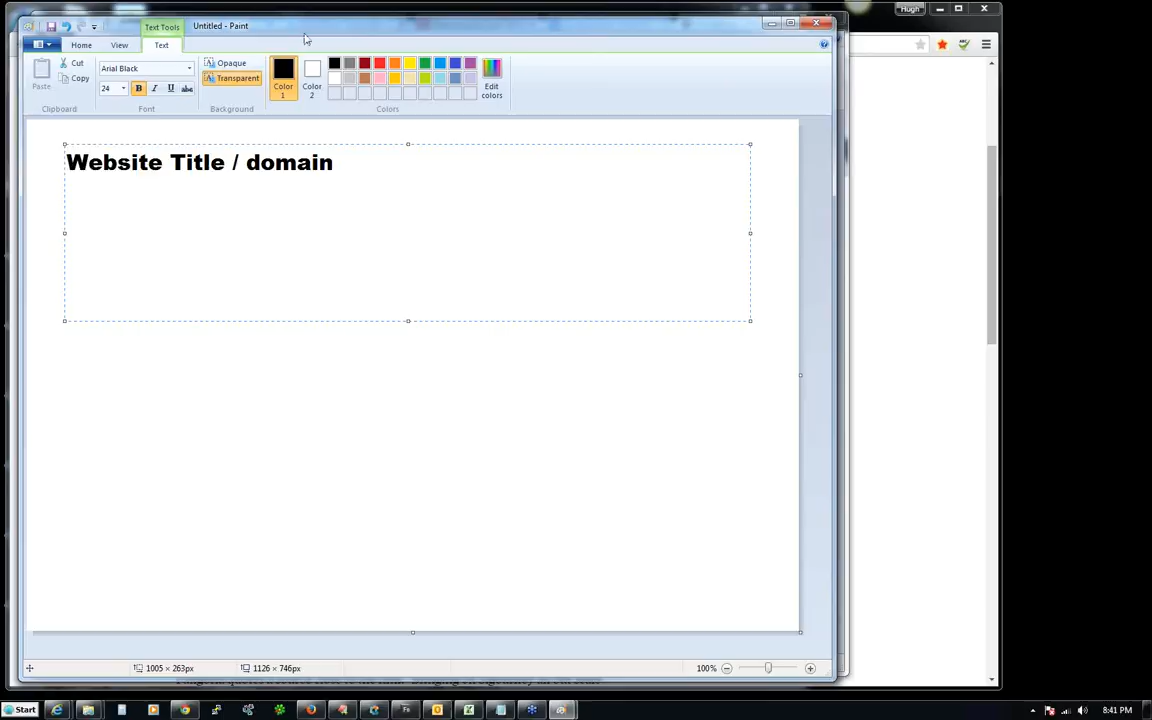 Hugh
Text Tools
Untitled - Paint
Home
View
Text
Cut
Arial Black
Opaque
Paste
Copy
24
B
I
U
abc
Transparent
Color
1
Color
2
Edit
colors
Clipboard
Font
Background
Colors
Website Title / domain
1005 × 263px
1126 × 746px
100%
Start
8:41 PM